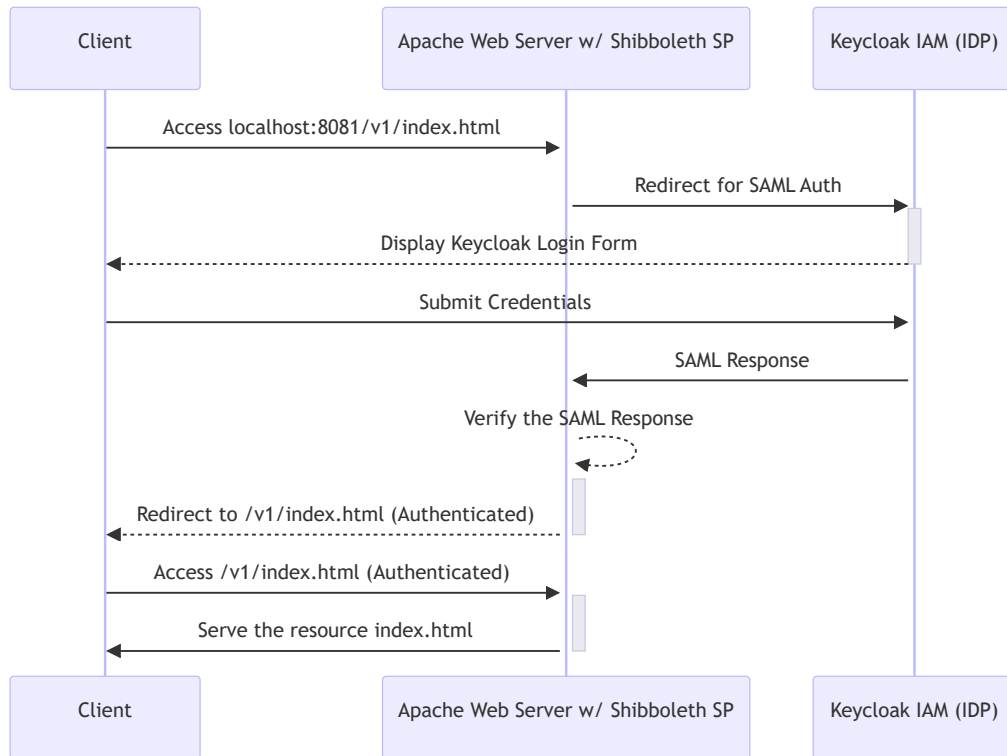 Client
Apache Web Server w/ Shibboleth SP
Keycloak IAM (IDP)
Access localhost:8081/v1/index.html
Redirect for SAML Auth
Display Keycloak Login Form
Submit Credentials
SAML Response
Verify the SAML Response
Redirect to /v1/index.html (Authenticated)
Access /v1/index.html (Authenticated)
Serve the resource index.html
Client
Apache Web Server w/ Shibboleth SP
Keycloak IAM (IDP)